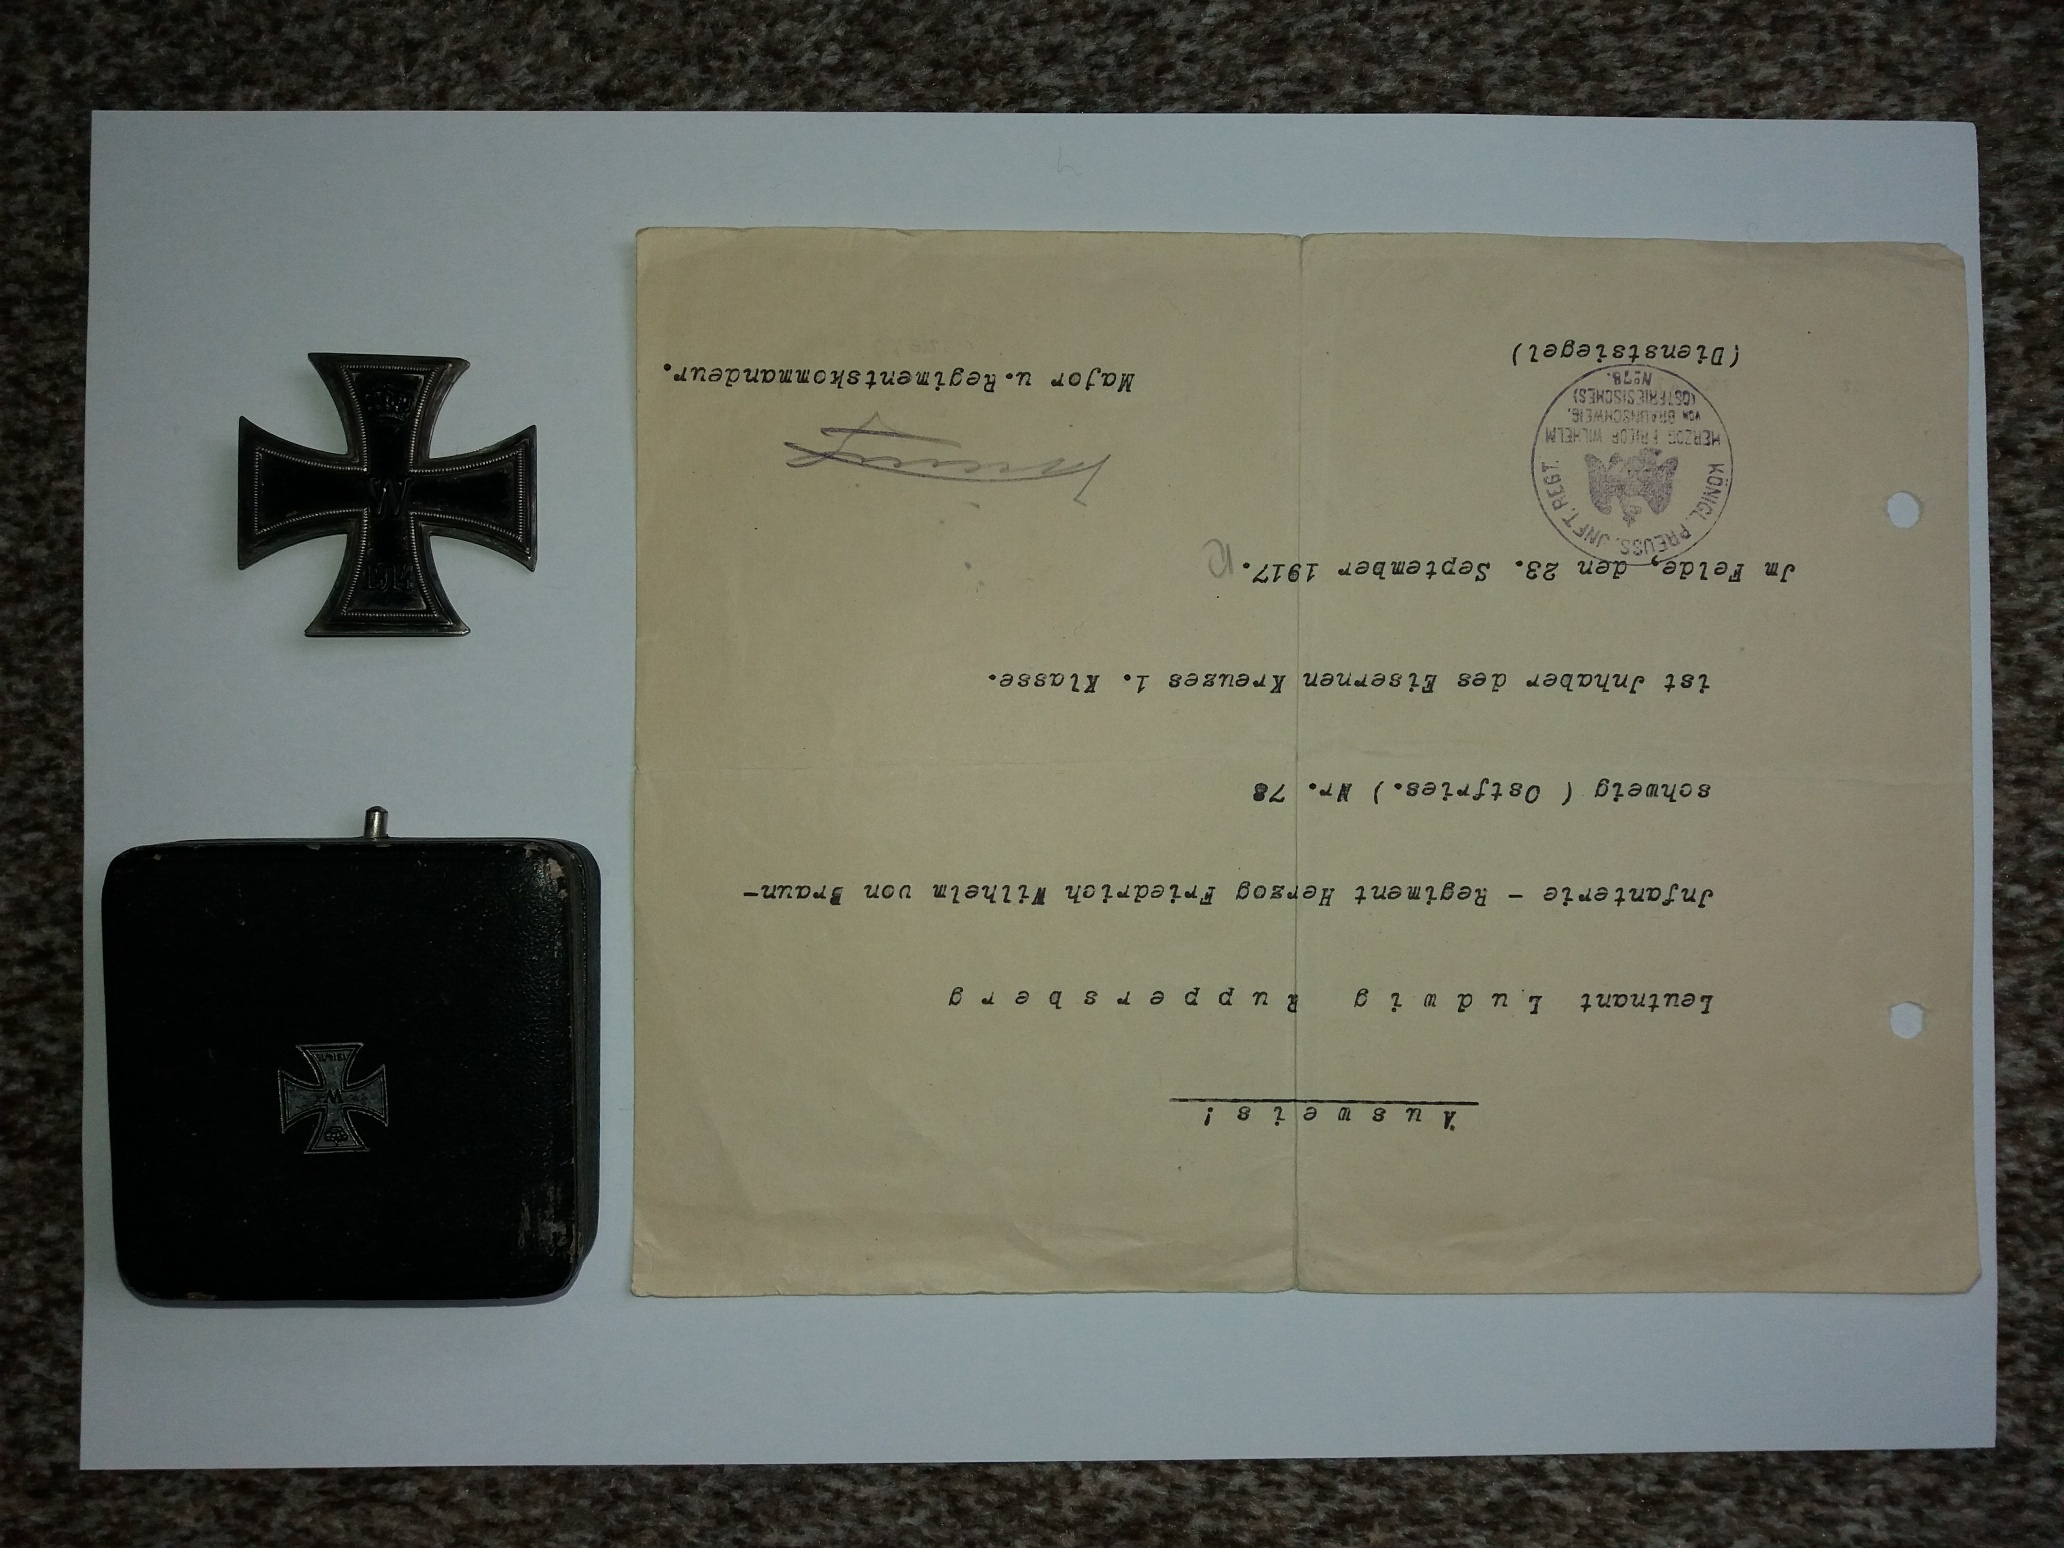 Ausweis!
Leutnant Ludwig Ruppersberg
Jnfanterie - Regiment Herzog Friedrich Wilhelm von Braun-
schweig ( Ostfries.) Nr. 78
ist Jnhaber des Eisernen Kreuzes 1. Klasse.
Jm Felde, den 23. September 1917.
KÖNIGL. PREUSS. JNFT. REGT.
HERZOG FRIEDR. WILHELM
VON BRAUNSCHWEIG.
(OSTFRIESISCHES)
No 78.
(Dienstsiegel)
Major u. Regimentskommandeur.
W
1914
W